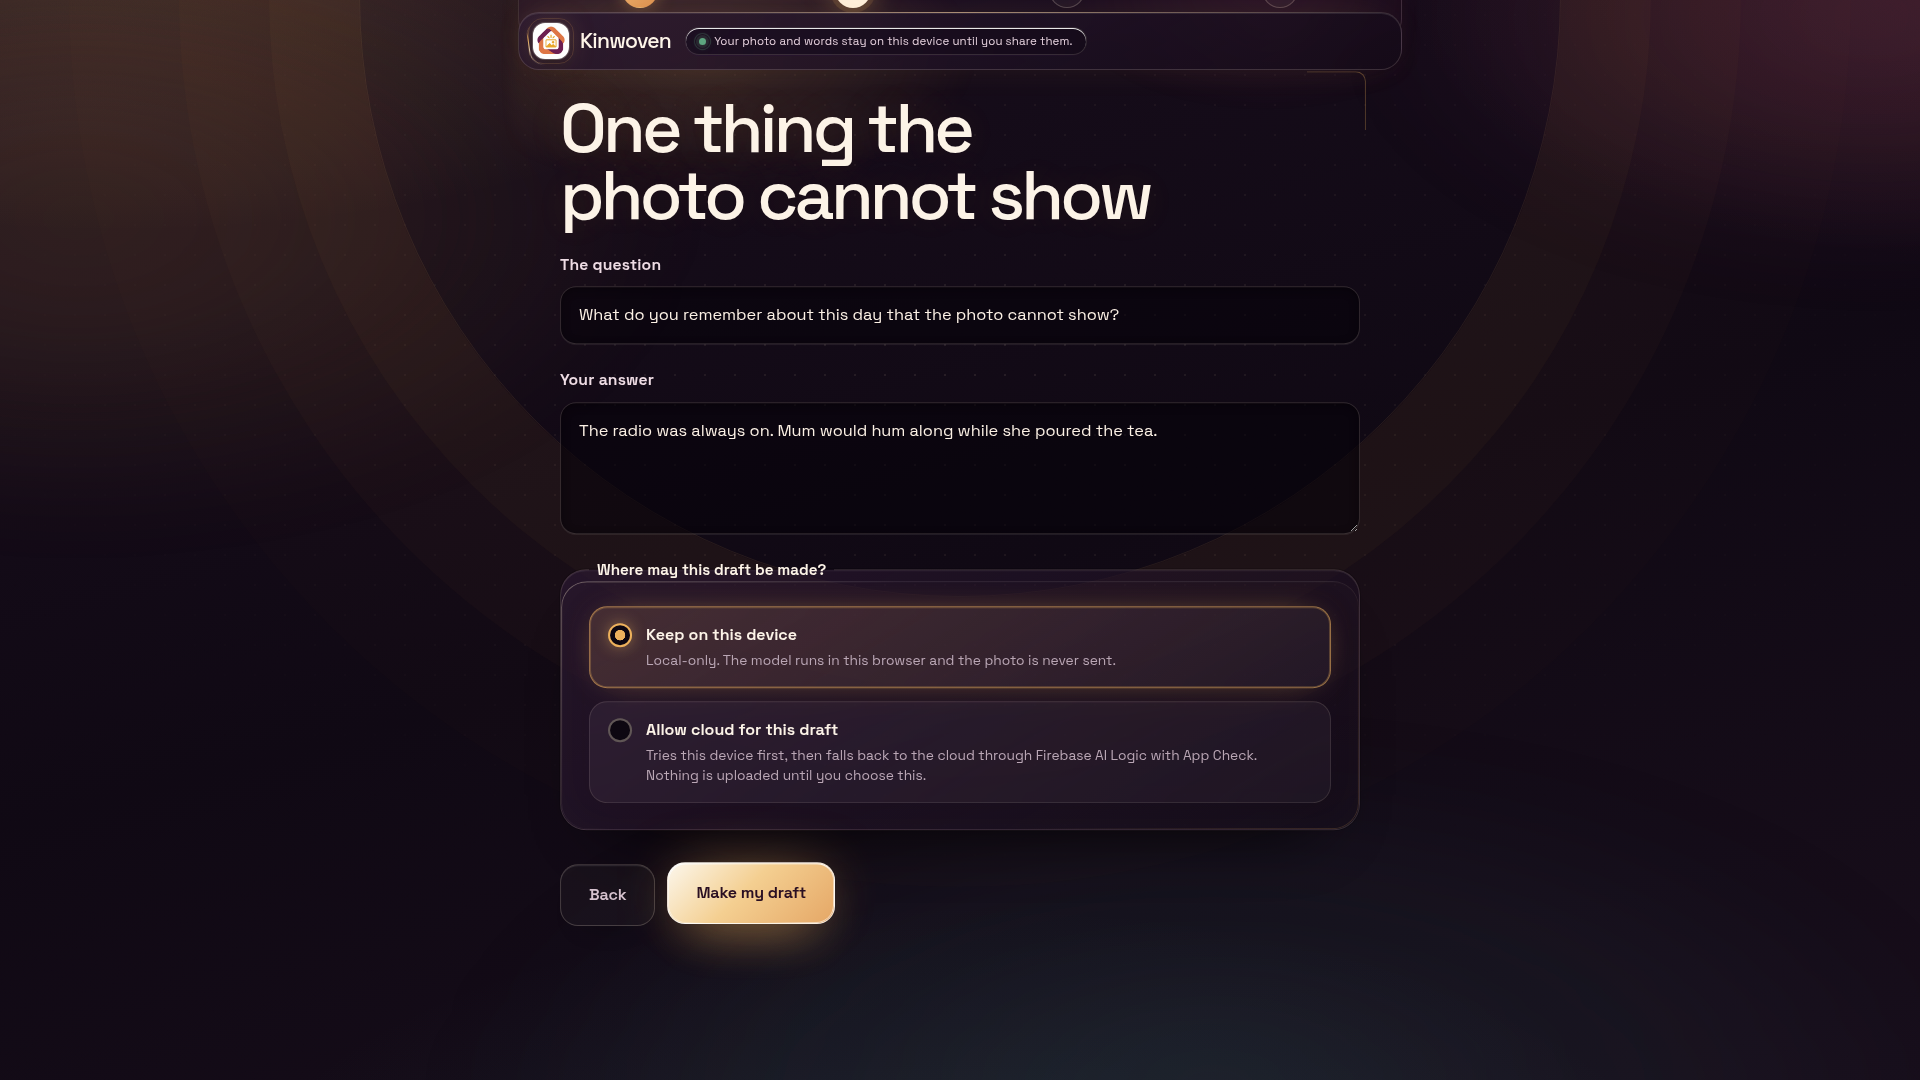 Kinwoven
Your photo and words stay on this device until you share them.
One thing the
photo cannot show
The question
What do you remember about this day that the photo cannot show?
Your answer
The radio was always on. Mum would hum along while she poured the tea.
Where may this draft be made?
Keep on this device
Local-only. The model runs in this browser and the photo is never sent.
Allow cloud for this draft
Tries this device first, then falls back to the cloud through Firebase AI Logic with App Check.
Nothing is uploaded until you choose this.
Back
Make my draft